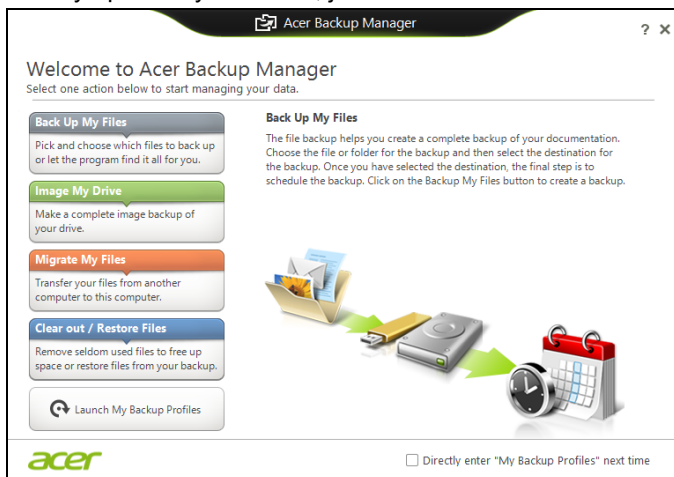 Acer Backup Manager
? X
Welcome to Acer Backup Manager
Select one action below to start managing your data.
Back Up My Files
Pick and choose which files to back up
or let the program find it all for you.
Image My Drive
Make a complete image backup of
your drive.
Migrate My Files
Transfer your files from another
computer to this computer.
Clear out / Restore Files
Remove seldom used files to free up
space or restore files from your backup.
Launch My Backup Profiles
Back Up My Files
The file backup helps you create a complete backup of your documentation.
Choose the file or folder for the backup and then select the destination for
the backup. Once you have selected the destination, the final step is to
schedule the backup. Click on the Backup My Files button to create a backup.
acer
Directly enter "My Backup Profiles" next time